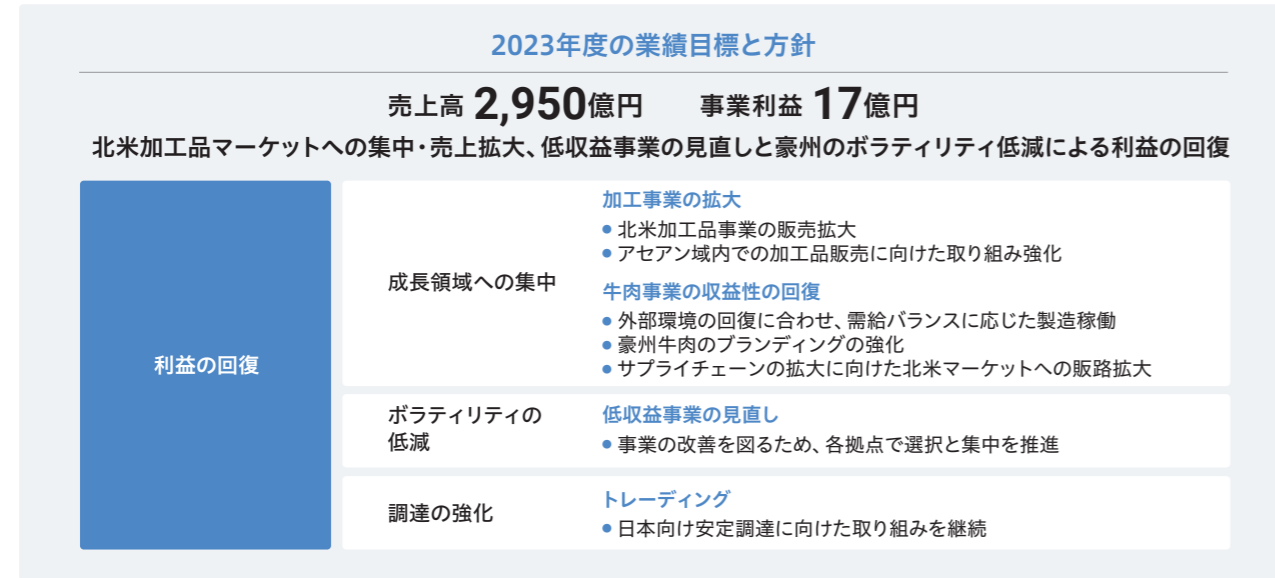 2023年度の業績目標と方針
売上高 2,950億円 事業利益 17億円
北米加工品マーケットへの集中・売上拡大、低収益事業の見直しと豪州のボラティリティ低減による利益の回復
利益の回復
成長領域への集中
加工事業の拡大
● 北米加工品事業の販売拡大
● アセアン域内での加工品販売に向けた取り組み強化
牛肉事業の収益性の回復
● 外部環境の回復に合わせ、需給バランスに応じた製造稼働
● 豪州牛肉のブランディングの強化
● サプライチェーンの拡大に向けた北米マーケットへの販路拡大
ボラティリティの
低減
低収益事業の見直し
● 事業の改善を図るため、各拠点で選択と集中を推進
調達の強化
トレーディング
● 日本向け安定調達に向けた取り組みを継続